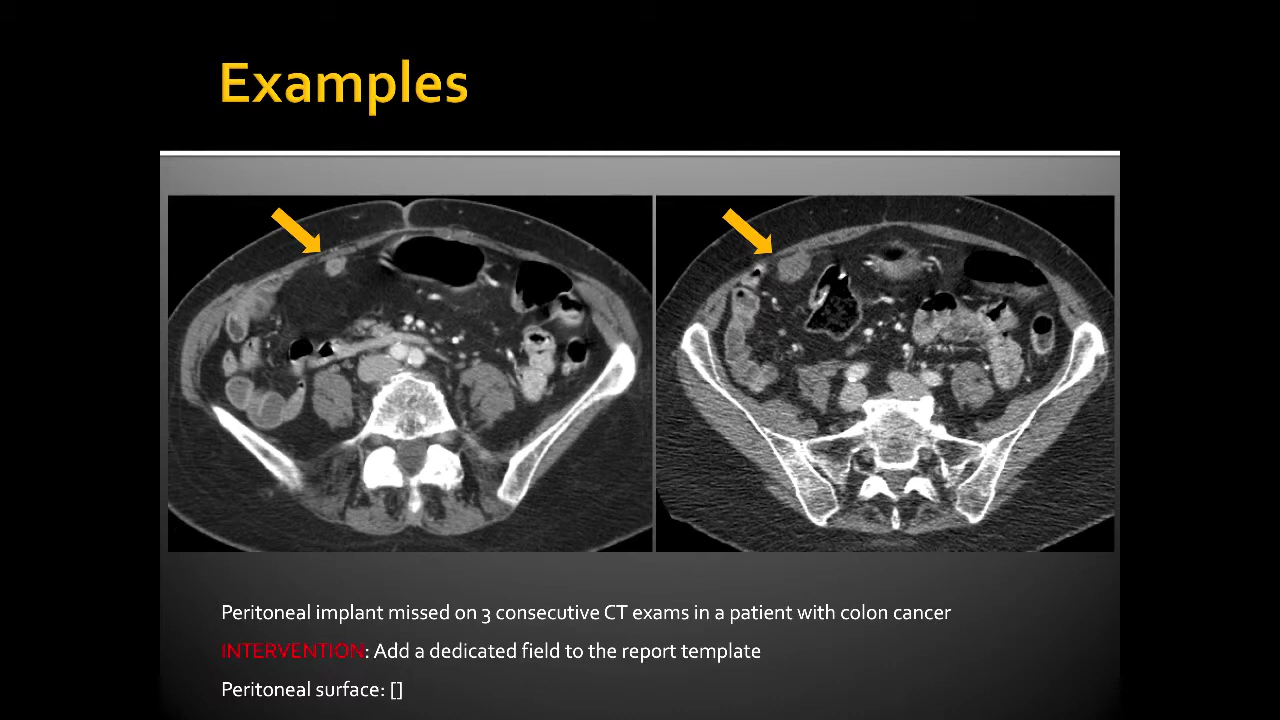 Examples
Peritoneal implant missed on 3 consecutive CT exams in a patient with colon cancer
INTERVENTION: Add a dedicated field to the report template
Peritoneal surface: []